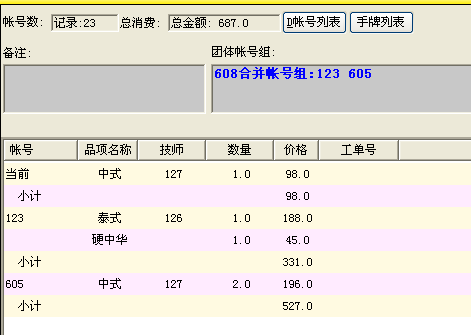 帐号数: 记录:23 总消费: 总金额: 687.0 D帐号列表 手牌列表
备注: 团体帐号组:
608合并帐号组:123 605
帐号 品项名称 技师 数量 价格 工单号
当前 中式 127 1.0 98.0
小计 98.0
123 泰式 126 1.0 188.0
硬中华 1.0 45.0
小计 331.0
605 中式 127 2.0 196.0
小计 527.0